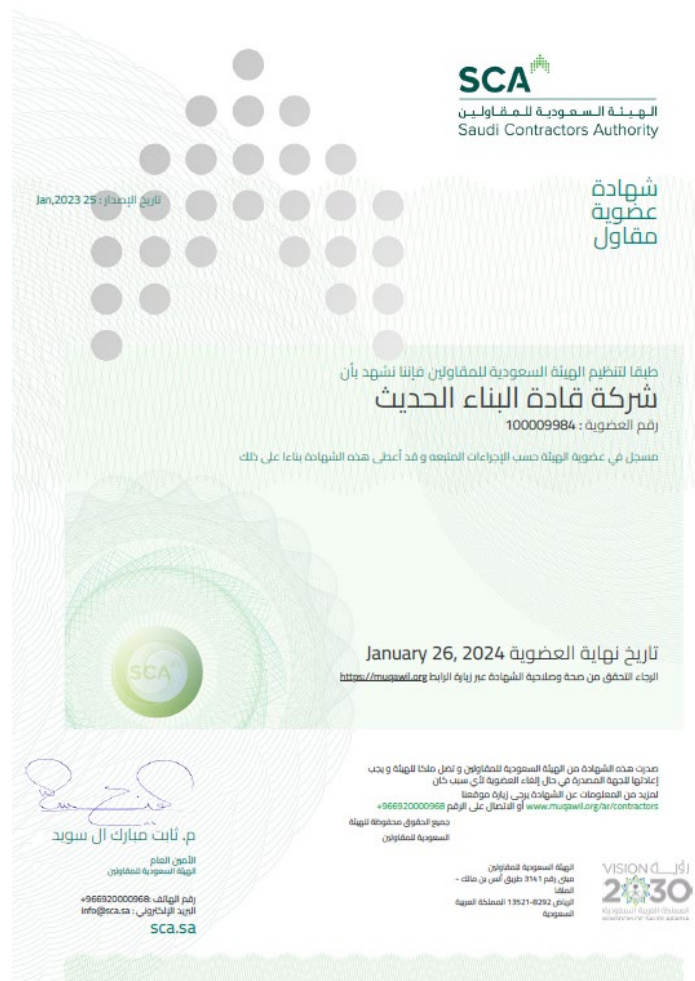 SCA
الهيئة السعودية للمقاولين
Saudi Contractors Authority
شهادة
عضوية
مقاول
تاريخ الإصدار : 25 Jan,2023
طبقا لتنظيم الهيئة السعودية للمقاولين فإننا نشهد بأن
شركة قادة البناء الحديث
رقم العضوية : 100009984
مسجل في عضوية الهيئة حسب الإجراءات المتبعه و قد أعطى هذه الشهادة بناءا على ذلك
SCA
تاريخ نهاية العضوية January 26, 2024
الرجاء التحقق من صحة وصلاحية الشهادة عبر زيارة الرابط https://muqawil.org
صدرت هذه الشهادة من الهيئة السعودية للمقاولين و تضل ملكا للهيئة و يجب
إعادتها للجهة المصدرة في حال إلغاء العضوية لأي سبب كان
لمزيد من المعلومات عن الشهادة يرجى زيارة موقعنا
www.muqawil.org/ar/contractors أو الاتصال على الرقم 966920000968+
جميع الحقوق محفوظة للهيئة
السعودية للمقاولين
م. ثابت مبارك ال سويد
الأمين العام
الهيئة السعودية للمقاولين
رقم الهاتف :966920000968+
البريد الإلكتروني : info@sca.sa
sca.sa
الهيئة السعودية للمقاولين
مبنى رقم 3141 طريق أنس بن مالك -
الملقا
الرياض 8292-13521 المملكة العربية
السعودية
VISION رؤية
2030
المملكة العربية السعودية
KINGDOM OF SAUDI ARABIA